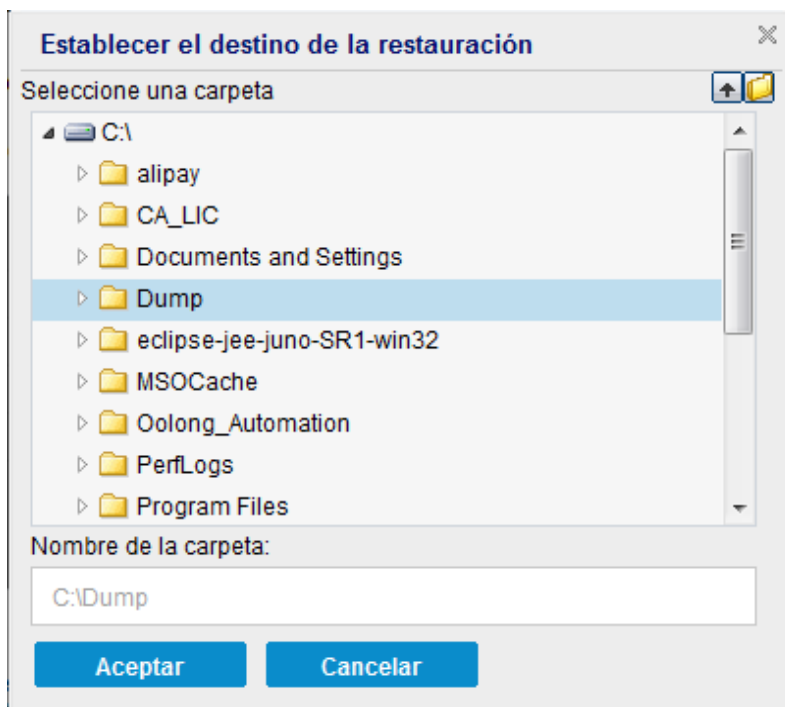 Establecer el destino de la restauración
Seleccione una carpeta
C:\
alipay
CA_LIC
Documents and Settings
Dump
eclipse-jee-juno-SR1-win32
MSOCache
Oolong_Automation
PerfLogs
Program Files
Nombre de la carpeta:
C:\Dump
Aceptar Cancelar